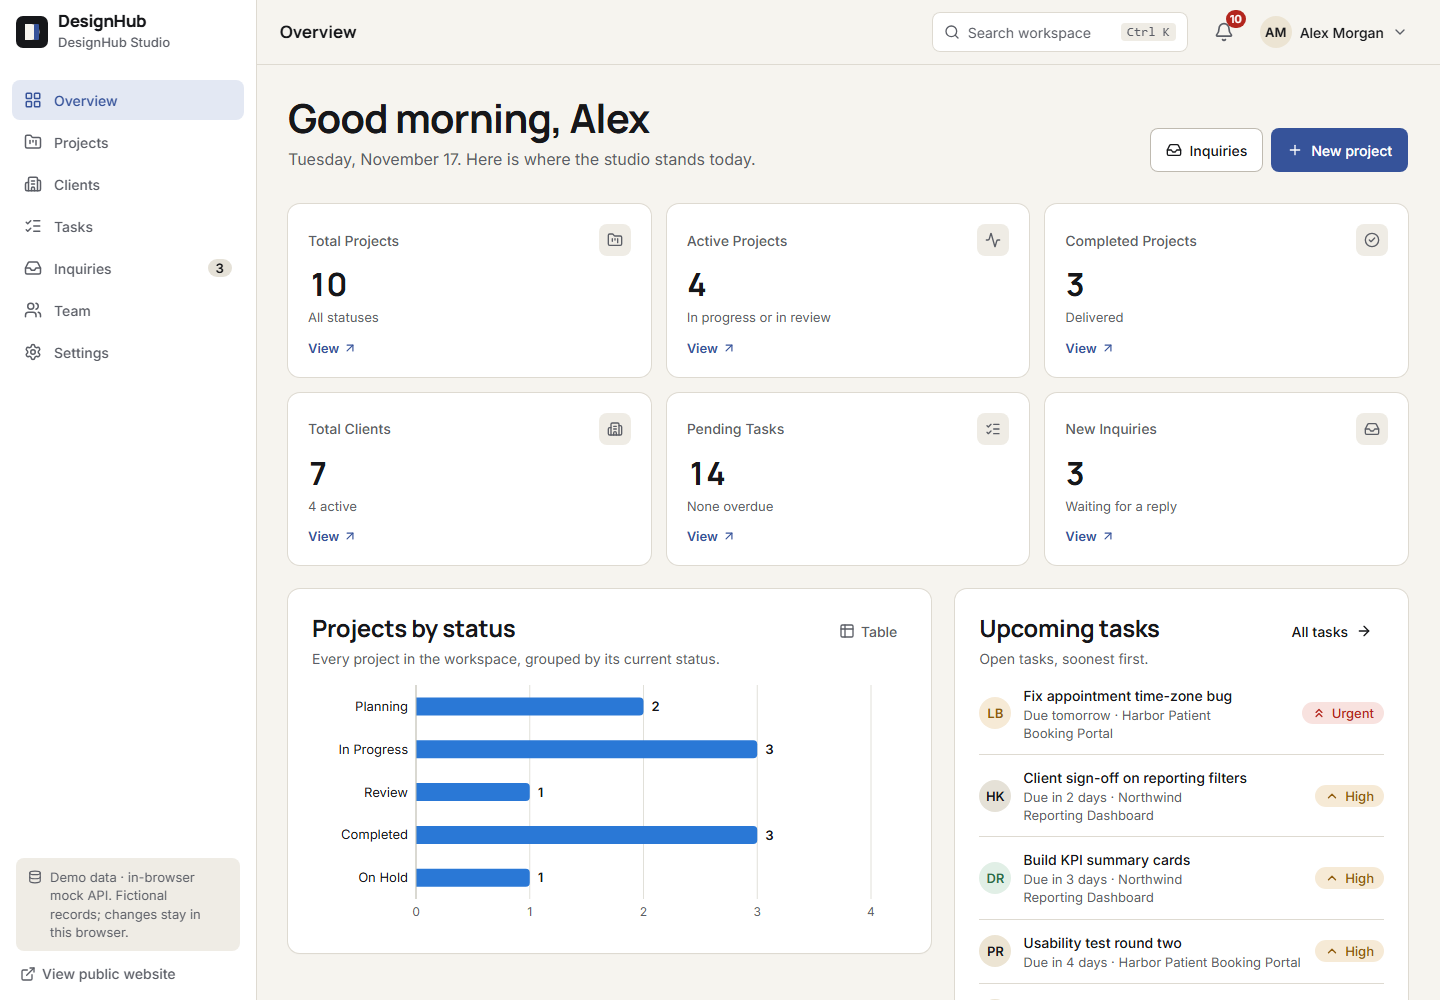 DesignHub
DesignHub Studio
Overview
Projects
Clients
Tasks
Inquiries 3
Team
Settings
Demo data · in-browser
mock API. Fictional
records; changes stay in
this browser.
View public website
Overview
Search workspace Ctrl K
10
AM Alex Morgan
Good morning, Alex
Tuesday, November 17. Here is where the studio stands today.
Inquiries
New project
Total Projects
10
All statuses
View
Active Projects
4
In progress or in review
View
Completed Projects
3
Delivered
View
Total Clients
7
4 active
View
Pending Tasks
14
None overdue
View
New Inquiries
3
Waiting for a reply
View
Projects by status
Table
Every project in the workspace, grouped by its current status.
Planning 2
In Progress 3
Review 1
Completed 3
On Hold 1
0 1 2 3 4
Upcoming tasks
All tasks
Open tasks, soonest first.
LB
Fix appointment time-zone bug
Due tomorrow · Harbor Patient
Booking Portal
Urgent
HK
Client sign-off on reporting filters
Due in 2 days · Northwind
Reporting Dashboard
High
DR
Build KPI summary cards
Due in 3 days · Northwind
Reporting Dashboard
High
PR
Usability test round two
Due in 4 days · Harbor Patient Booking Portal
High